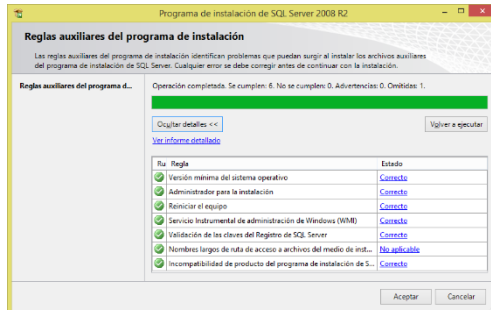 Programa de instalación de SQL Server 2008 R2
Reglas auxiliares del programa de instalación
Las reglas auxiliares del programa de instalación identifican problemas que puedan surgir al instalar los archivos auxiliares
del programa de instalación de SQL Server. Cualquier error se debe corregir antes de continuar con la instalación.
Reglas auxiliares del programa d...
Operación completada. Se cumplen: 6. No se cumplen: 0. Advertencias: 0. Omitidas: 1.
Ocultar detalles <<
Volver a ejecutar
Ver informe detallado
Ru Regla Estado
Versión mínima del sistema operativo Correcto
Administrador para la instalación Correcto
Reiniciar el equipo Correcto
Servicio Instrumental de administración de Windows (WMI) Correcto
Validación de las claves del Registro de SQL Server Correcto
Nombres largos de ruta de acceso a archivos del medio de inst... No aplicable
Incompatibilidad de producto del programa de instalación de S... Correcto
Aceptar Cancelar